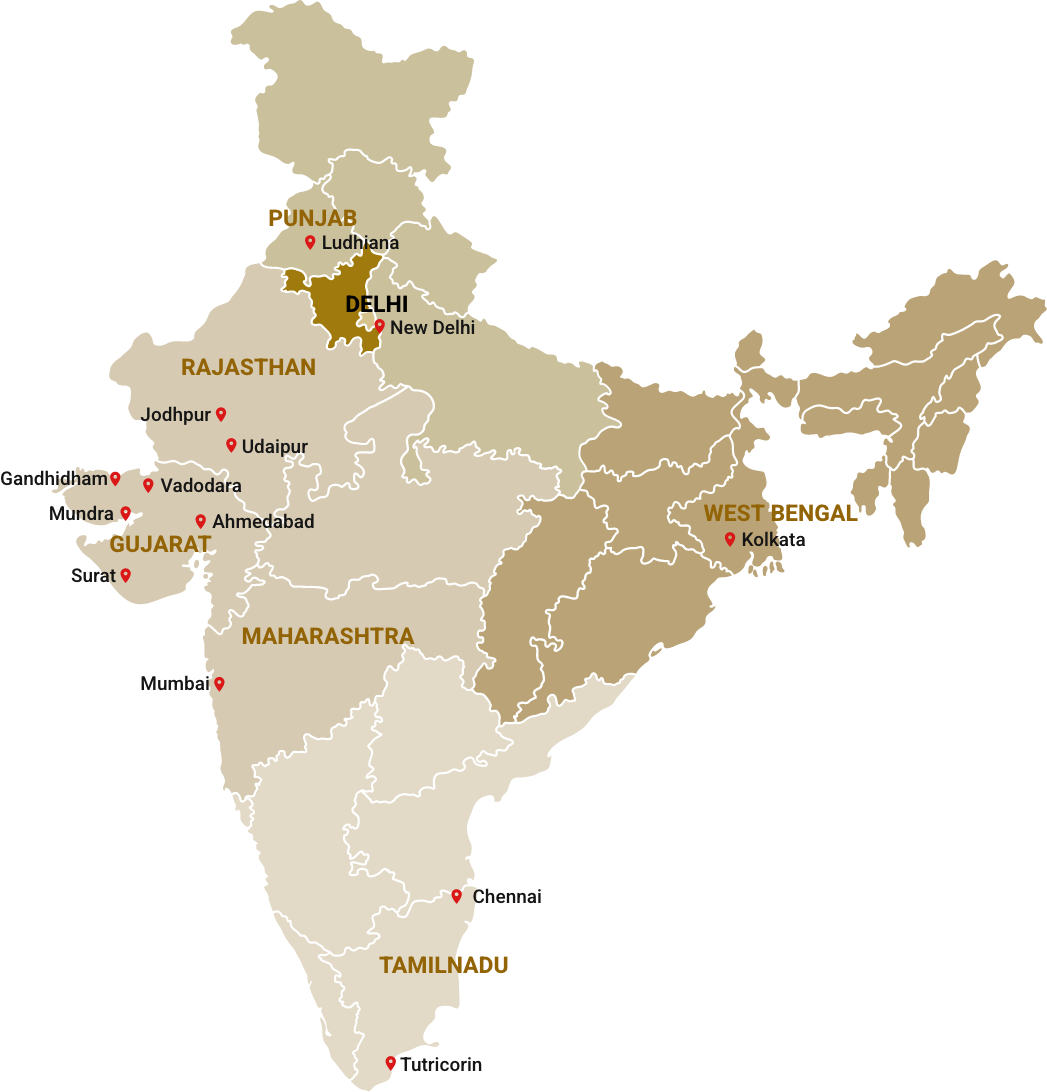 PUNJAB
Ludhiana
DELHI
New Delhi
RAJASTHAN
Jodhpur
Udaipur
Gandhidham
Vadodara
Mundra
Ahmedabad
WEST BENGAL
Kolkata
GUJARAT
Surat
MAHARASHTRA
Mumbai
Chennai
TAMILNADU
Tutricorin